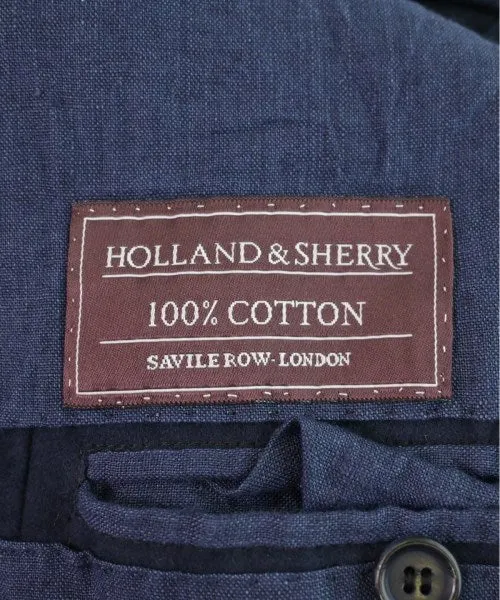 HOLLAND & SHERRY
100% COTTON
SAVILE ROW-LONDON